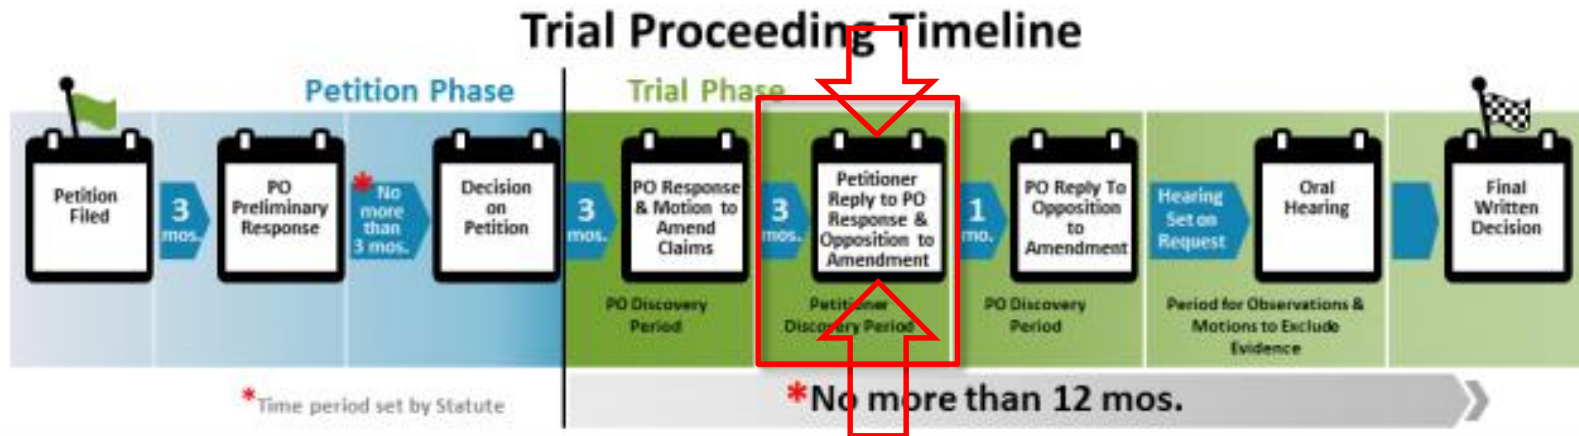 Trial Proceeding Timeline
Petition Phase
Trial Phase
Petition
Filed
3
mos.
PO
Preliminary
Response
*No
more
than
3 mos.
Decision
on
Petition
3
mos.
PO Response
& Motion to
Amend
Claims
PO Discovery
Period
3
mos.
Petitioner
Reply to PO
Response &
Opposition to
Amendment
Petitioner
Discovery Period
1
mo.
PO Reply To
Opposition
to
Amendment
PO Discovery
Period
Hearing
Set on
Request
Oral
Hearing
Period for Observations &
Motions to Exclude
Evidence
Final
Written
Decision
*Time period set by Statute
*No more than 12 mos.